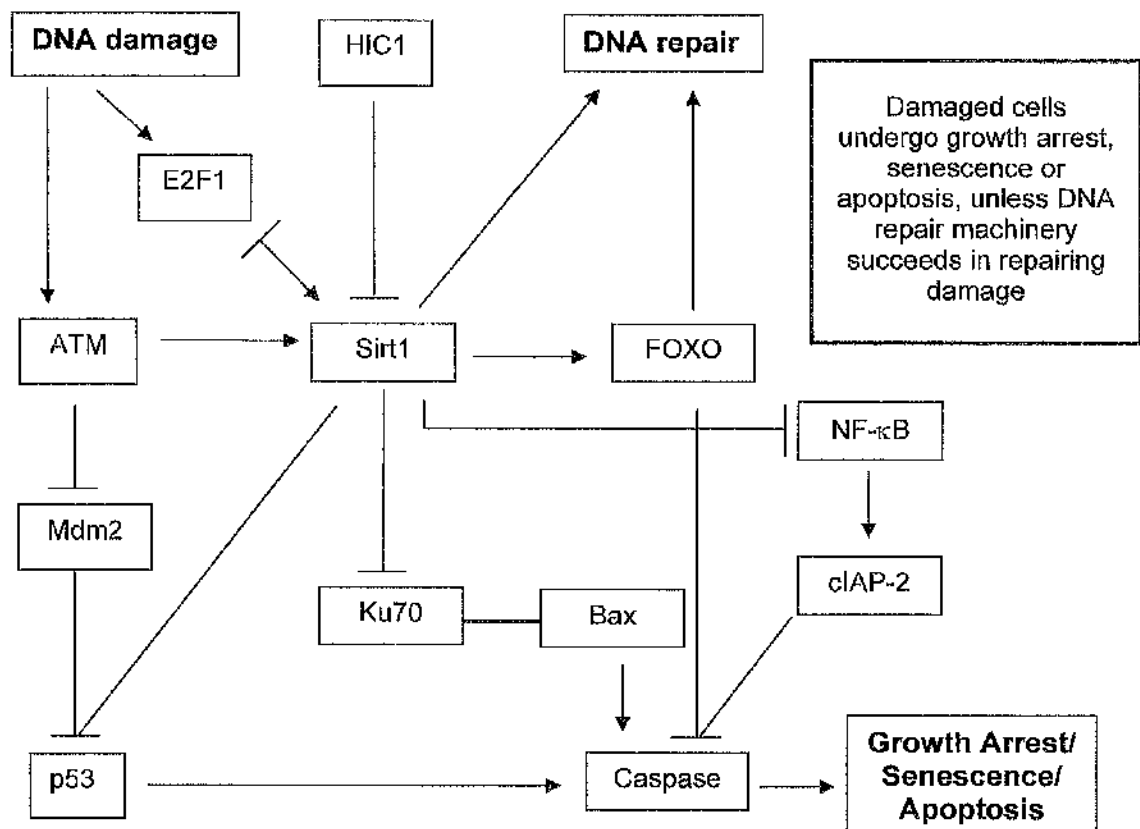 DNA damage
HIC1
DNA repair
Damaged cells
undergo growth arrest,
senescence or
apoptosis, unless DNA
repair machinery
succeeds in repairing
damage
E2F1
ATM
Sirt1
FOXO
NF-κB
Mdm2
cIAP-2
Ku70
Bax
p53
Caspase
Growth Arrest/
Senescence/
Apoptosis